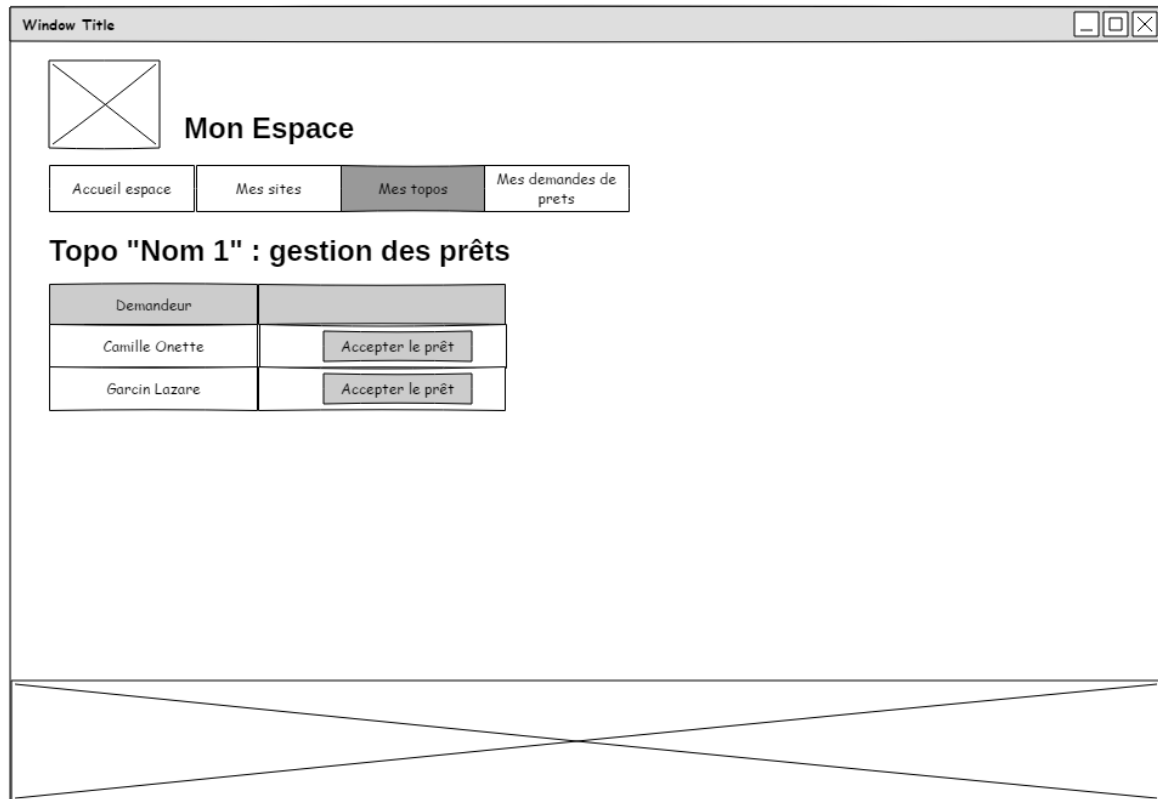 Window Title
Mon Espace
Accueil espace
Mes sites
Mes topos
Mes demandes de
prets
Topo "Nom 1" : gestion des prêts
Demandeur
Camille Onette
Accepter le prêt
Garcin Lazare
Accepter le prêt